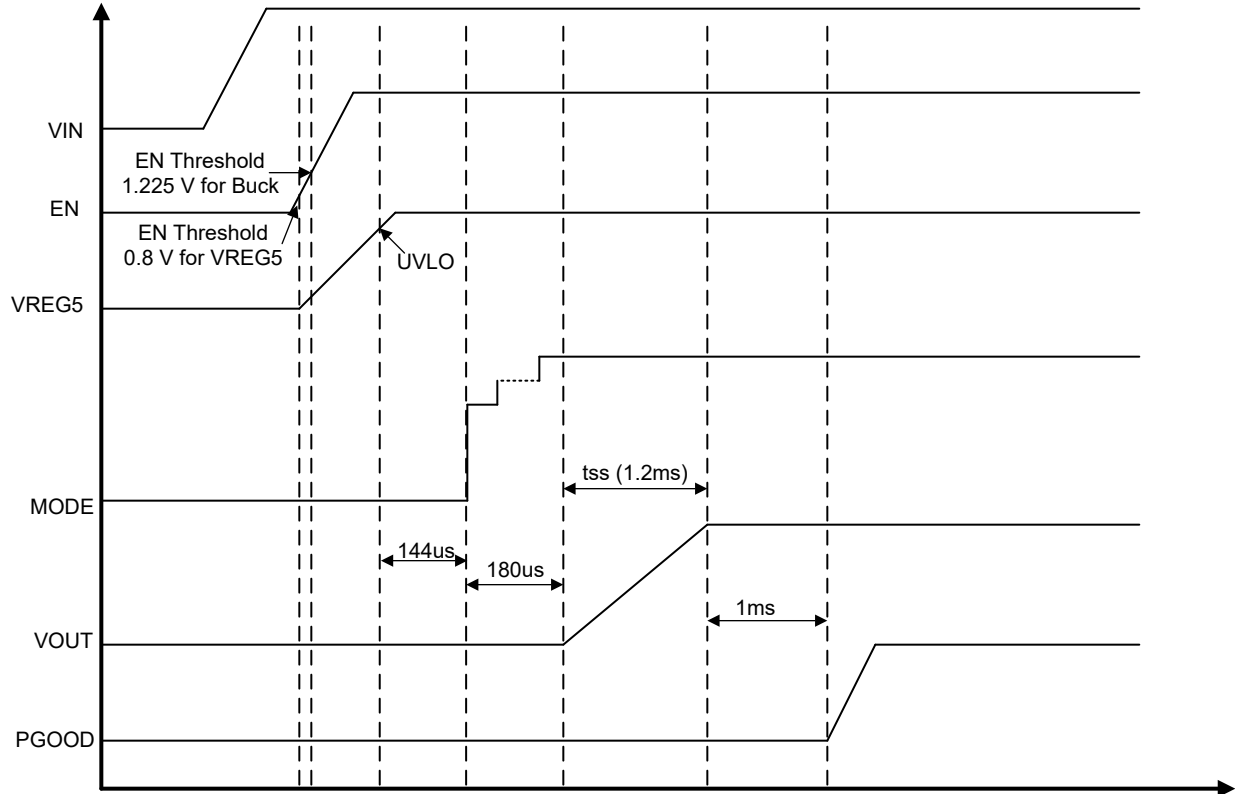 VIN
EN Threshold
1.225 V for Buck
EN
EN Threshold
0.8 V for VREG5
UVLO
VREG5
tss (1.2ms)
MODE
144us
180us
1ms
VOUT
PGOOD